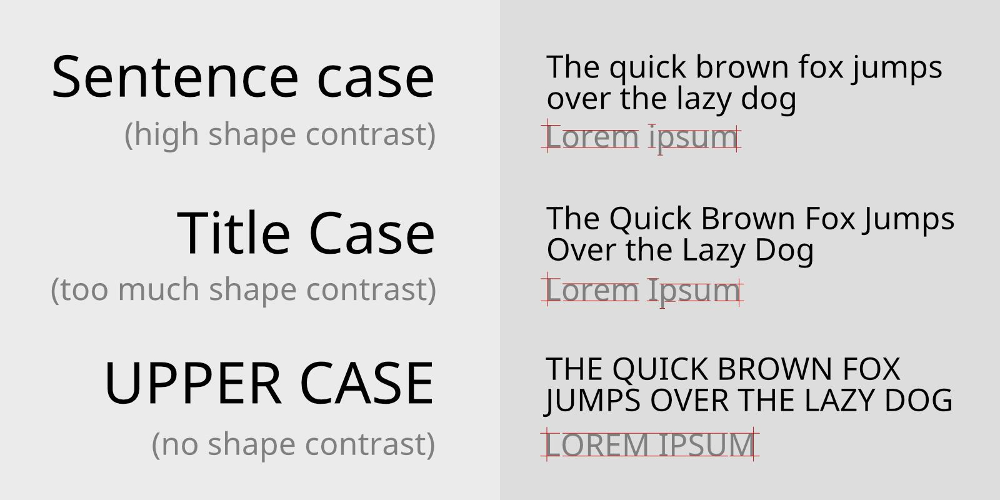 Sentence case
(high shape contrast)
The quick brown fox jumps
over the lazy dog
Lorem ipsum
Title Case
(too much shape contrast)
The Quick Brown Fox Jumps
Over the Lazy Dog
Lorem Ipsum
UPPER CASE
(no shape contrast)
THE QUICK BROWN FOX
JUMPS OVER THE LAZY DOG
LOREM IPSUM